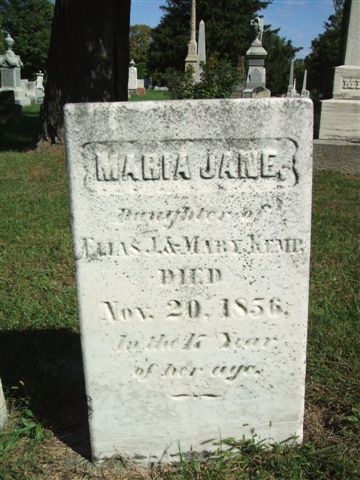 MARIA JANE.
Daughter of
ELIAS J. & MARY KEMP.
DIED
Nov. 20, 1856.
In the 17 Year
of her age.